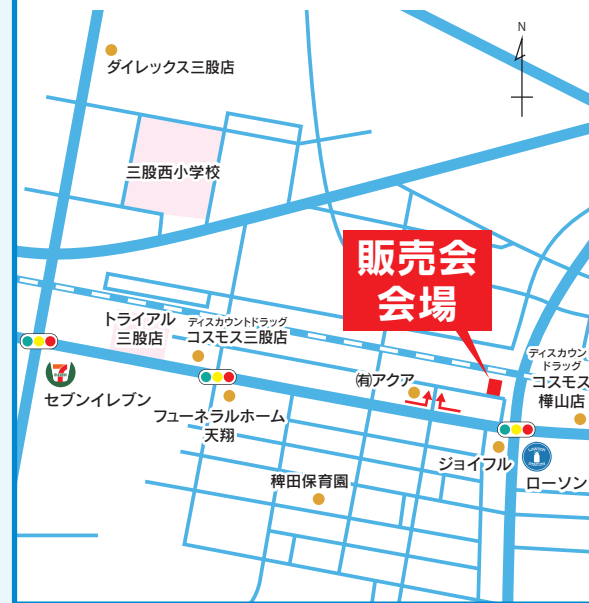 N
ダイレックス三股店
三股西小学校
販売会
会場
トライアル
三股店
ディスカウントドラッグ
コスモス三股店
セブンイレブン
フューネラルホーム
天翔
㈲アクア
ディスカウント
ドラッグ
コスモス
樺山店
ジョイフル
ローソン
稗田保育園